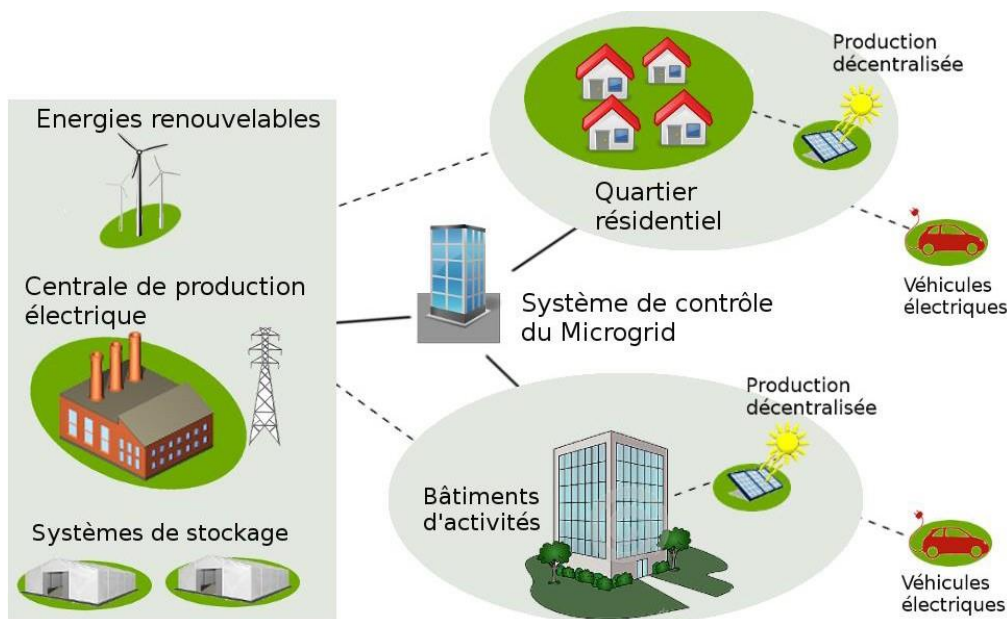 Energies renouvelables
Centrale de production
électrique
Systèmes de stockage
Production
décentralisée
Quartier
résidentiel
Véhicules
électriques
Système de contrôle
du Microgrid
Production
décentralisée
Bâtiments
d'activités
Véhicules
électriques